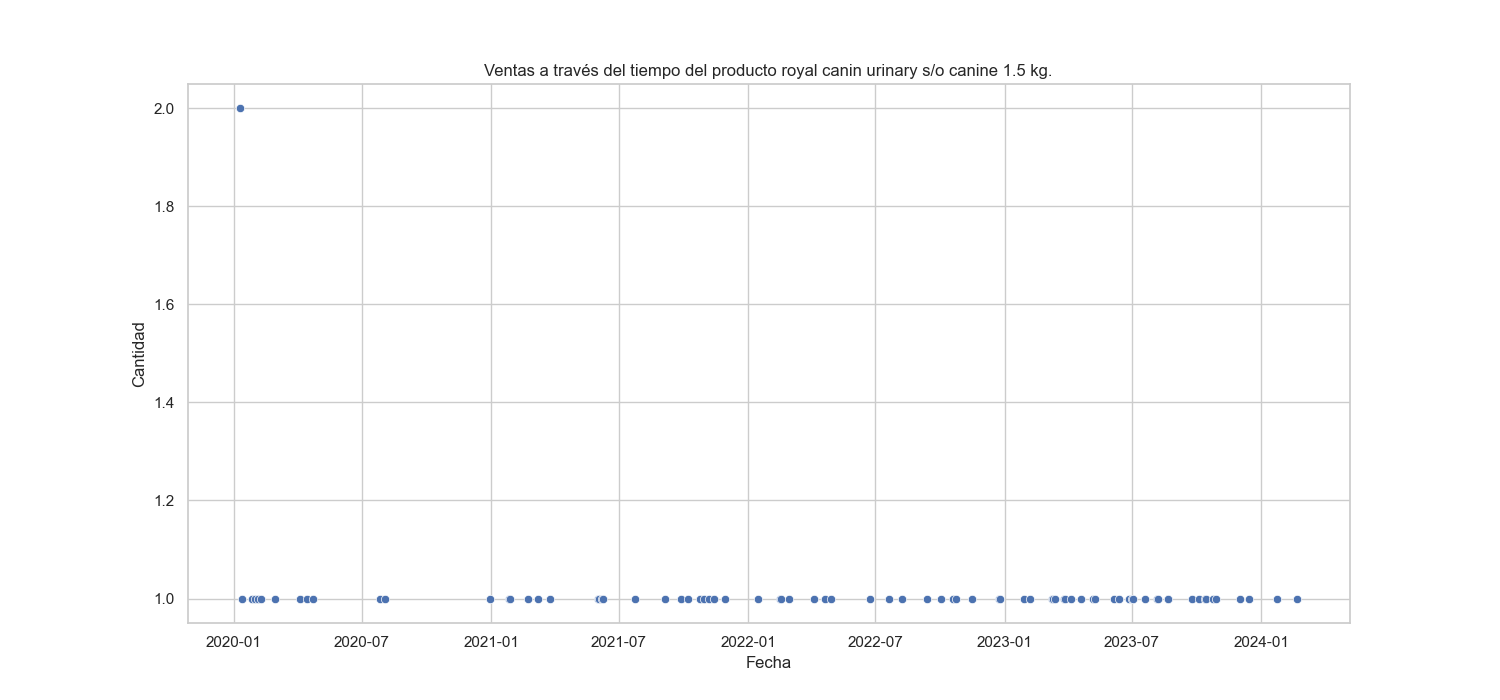 Ventas a través del tiempo del producto royal canin urinary s/o canine 1.5 kg.
2.0
1.8
1.6
1.4
1.2
1.0
Cantidad
2020-01 2020-07 2021-01 2021-07 2022-01 2022-07 2023-01 2023-07 2024-01
Fecha